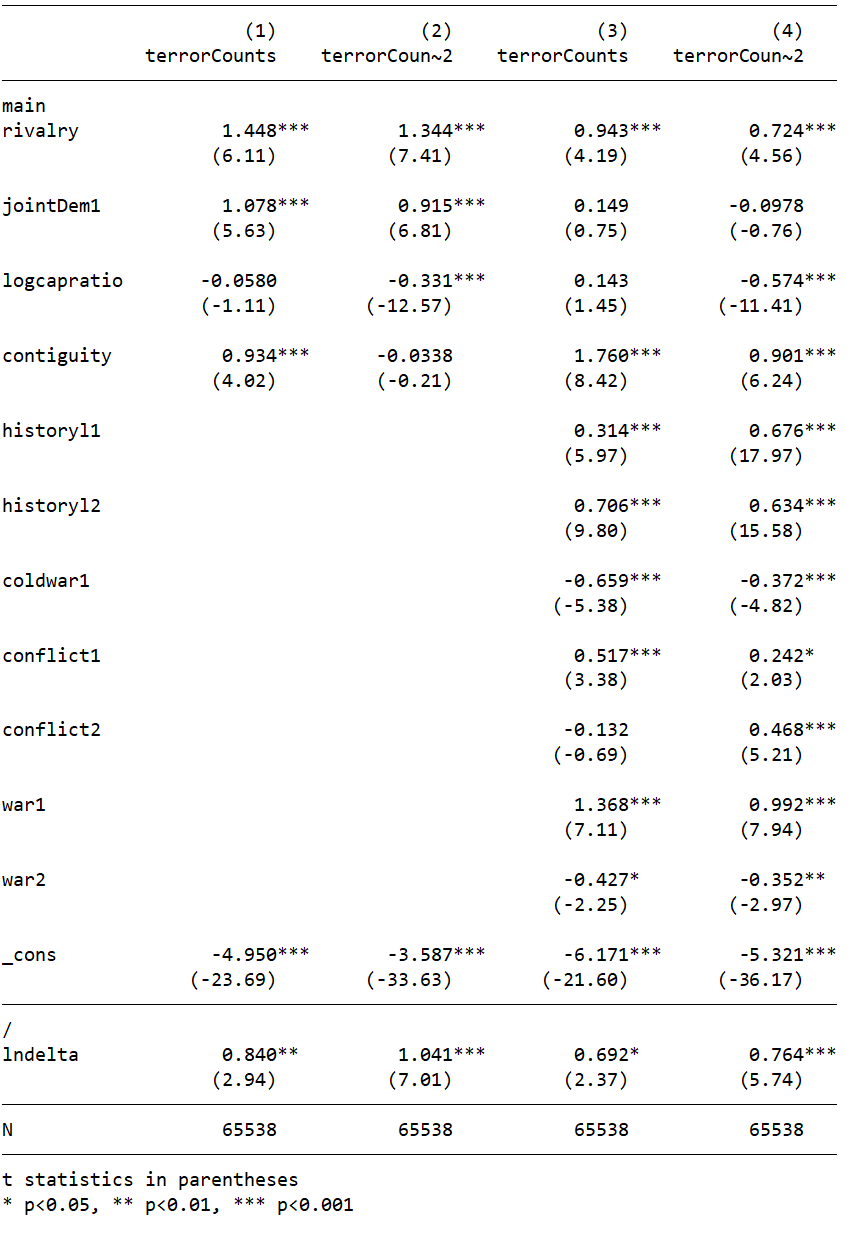 (1) (2) (3) (4)
terrorCounts terrorCoun~2 terrorCounts terrorCoun~2
main
rivalry 1.448*** 1.344*** 0.943*** 0.724***
(6.11) (7.41) (4.19) (4.56)
jointDem1 1.078*** 0.915*** 0.149 -0.0978
(5.63) (6.81) (0.75) (-0.76)
logcapratio -0.0580 -0.331*** 0.143 -0.574***
(-1.11) (-12.57) (1.45) (-11.41)
contiguity 0.934*** -0.0338 1.760*** 0.901***
(4.02) (-0.21) (8.42) (6.24)
historyl1 0.314*** 0.676***
(5.97) (17.97)
historyl2 0.706*** 0.634***
(9.80) (15.58)
coldwar1 -0.659*** -0.372***
(-5.38) (-4.82)
conflict1 0.517*** 0.242*
(3.38) (2.03)
conflict2 -0.132 0.468***
(-0.69) (5.21)
war1 1.368*** 0.992***
(7.11) (7.94)
war2 -0.427* -0.352**
(-2.25) (-2.97)
_cons -4.950*** -3.587*** -6.171*** -5.321***
(-23.69) (-33.63) (-21.60) (-36.17)
/
lndelta 0.840** 1.041*** 0.692* 0.764***
(2.94) (7.01) (2.37) (5.74)
N 65538 65538 65538 65538
t statistics in parentheses
* p<0.05, ** p<0.01, *** p<0.001